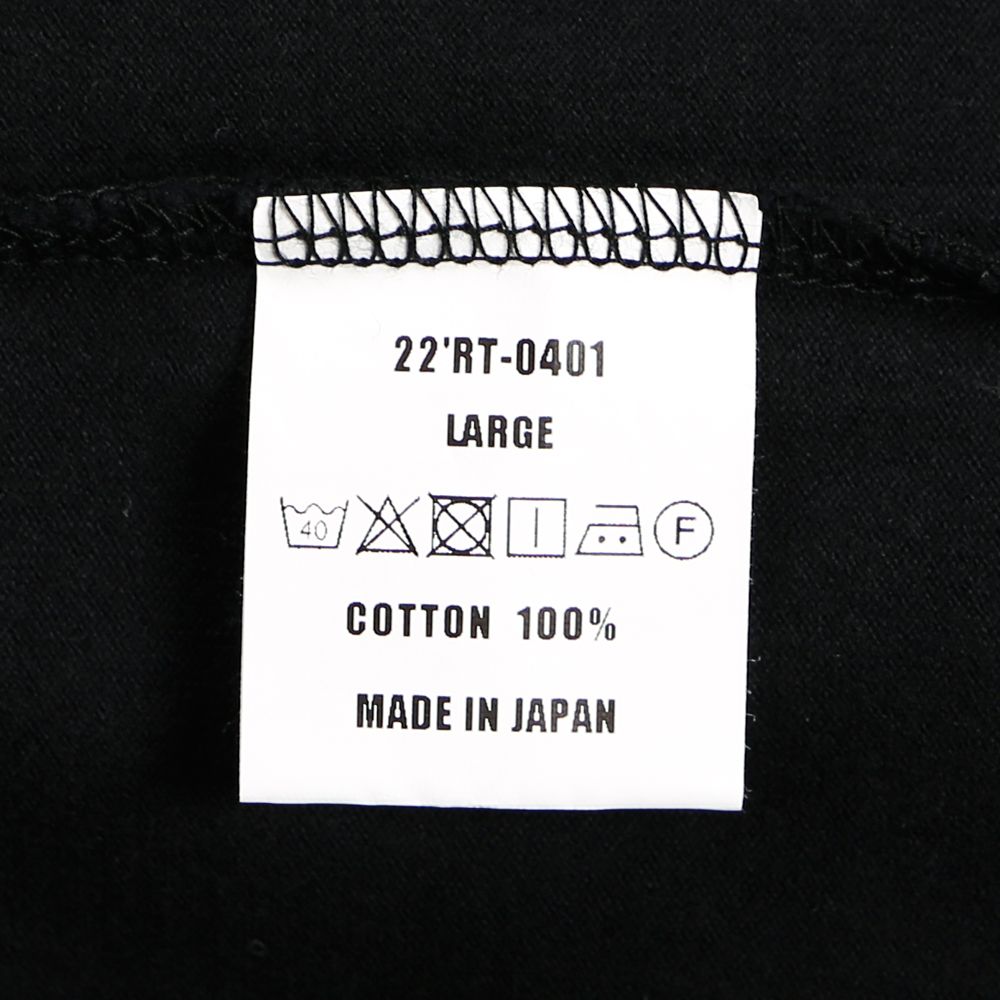 22'RT-0401
LARGE
40 F
COTTON 100%
MADE IN JAPAN